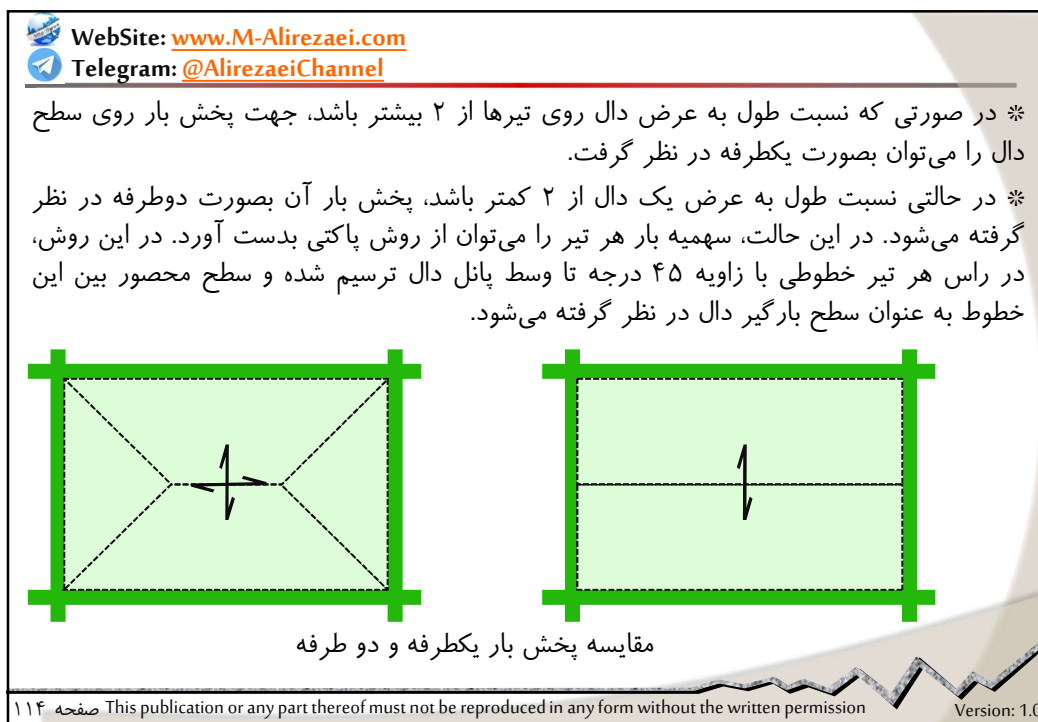 WebSite: www.M-Alirezaei.com
Telegram: @AlirezaeiChannel
❊ در صورتی که نسبت طول به عرض دال روی تیرها از ۲ بیشتر باشد، جهت پخش بار روی سطح
دال را می‌توان بصورت یکطرفه در نظر گرفت.
❊ در حالتی نسبت طول به عرض یک دال از ۲ کمتر باشد، پخش بار آن بصورت دوطرفه در نظر
گرفته می‌شود. در این حالت، سهمیه بار هر تیر را می‌توان از روش پاکتی بدست آورد. در این روش،
در راس هر تیر خطوطی با زاویه ۴۵ درجه تا وسط پانل دال ترسیم شده و سطح محصور بین این
خطوط به عنوان سطح بارگیر دال در نظر گرفته می‌شود.
مقایسه پخش بار یکطرفه و دو طرفه
صفحه ۱۱۴ This publication or any part thereof must not be reproduced in any form without the written permission Version: 1.0